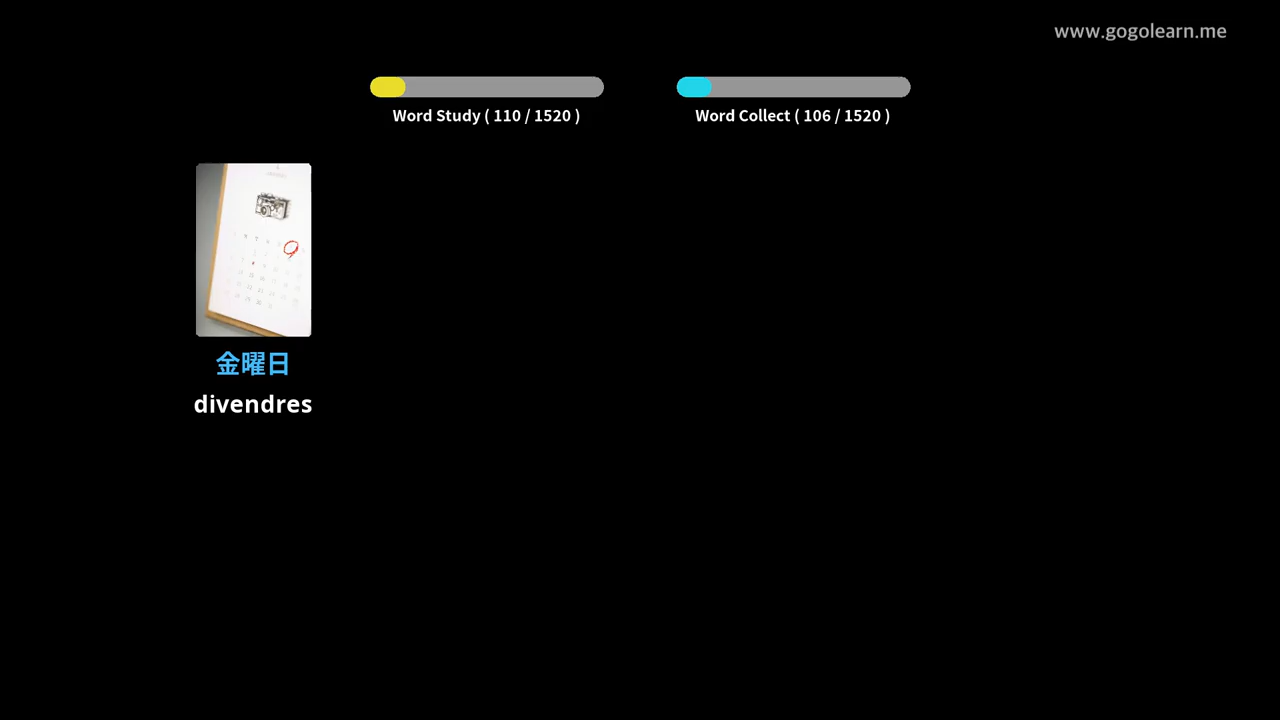 www.gogolearn.me
Word Study ( 110 / 1520 )
Word Collect ( 106 / 1520 )
金曜日
divendres